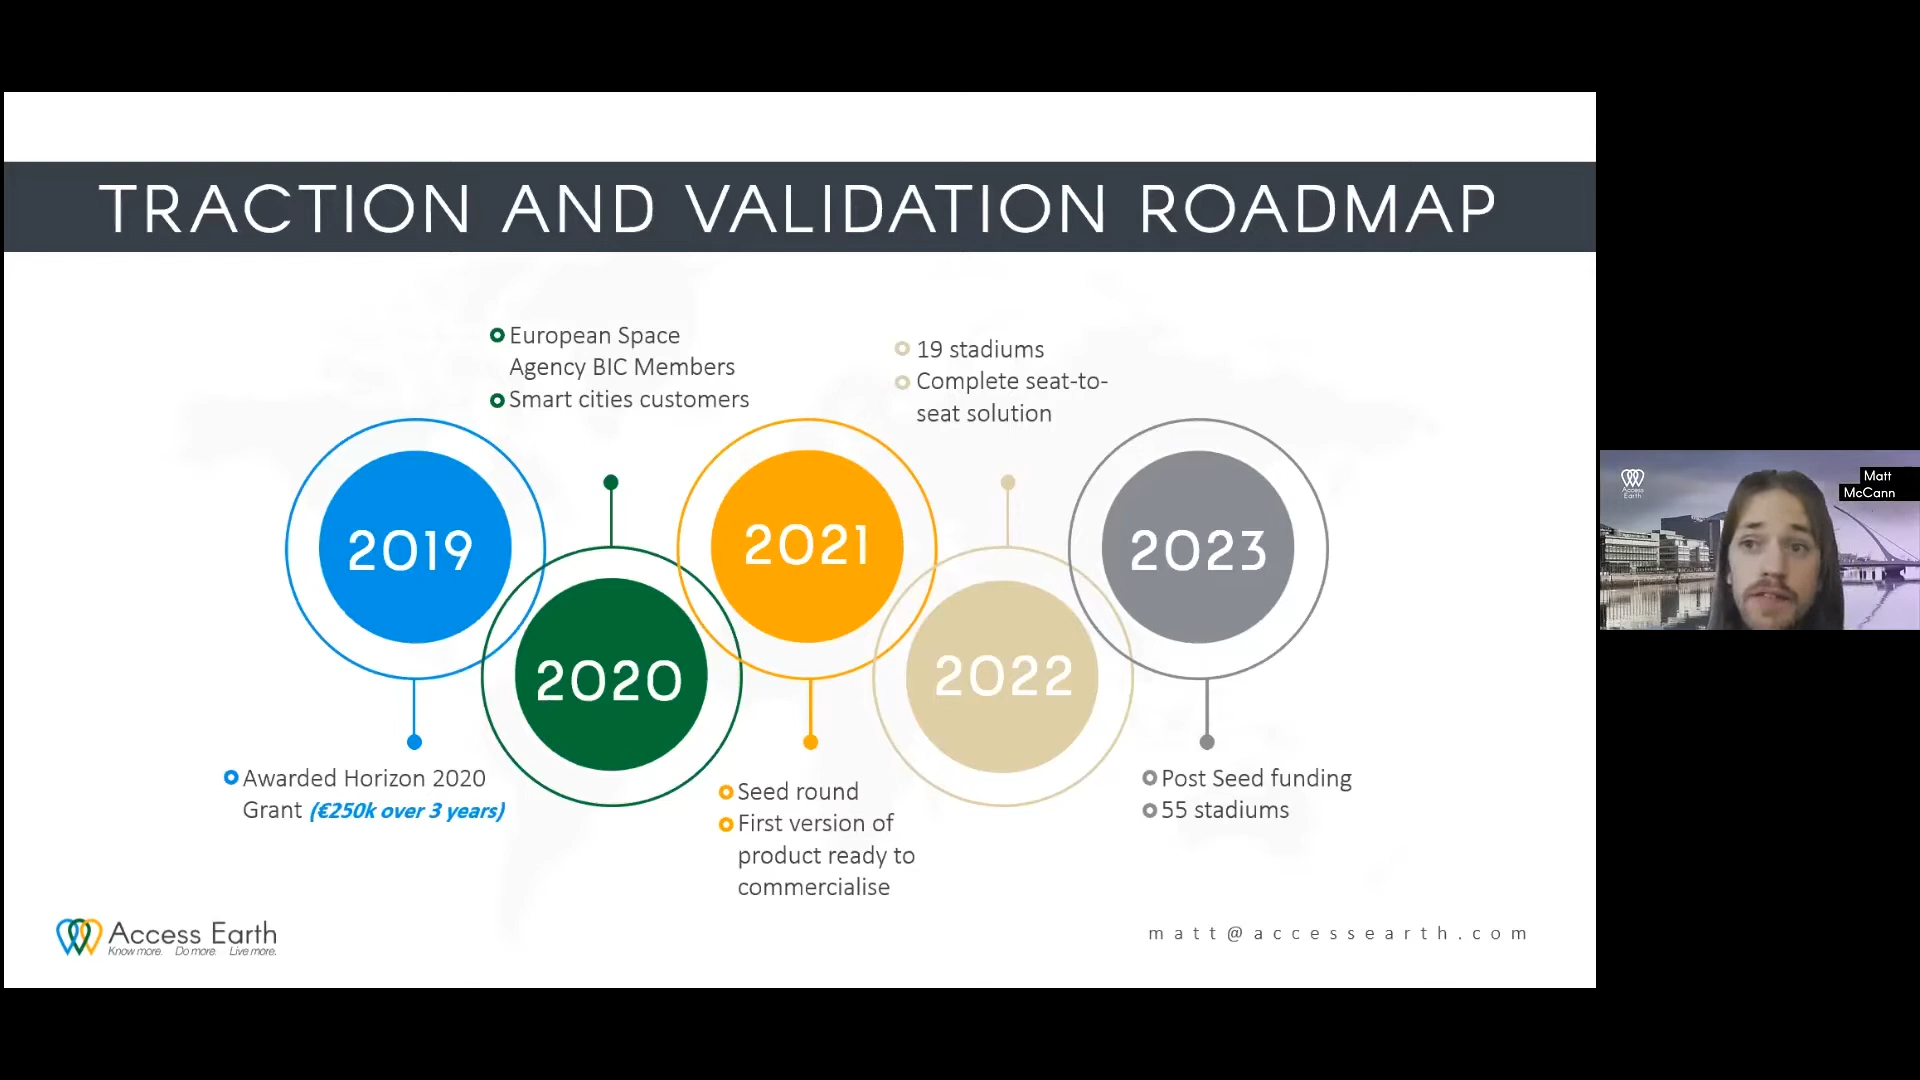 TRACTION AND VALIDATION ROADMAP
European Space
Agency BIC Members
Smart cities customers
19 stadiums
Complete seat-to-
seat solution
2019
2020
2021
2022
2023
Awarded Horizon 2020
Grant (€250k over 3 years)
Seed round
First version of
product ready to
commercialise
Post Seed funding
55 stadiums
Access Earth
Know more. Do more. Live more.
matt@accessearth.com
Access
Earth
Matt
McCann